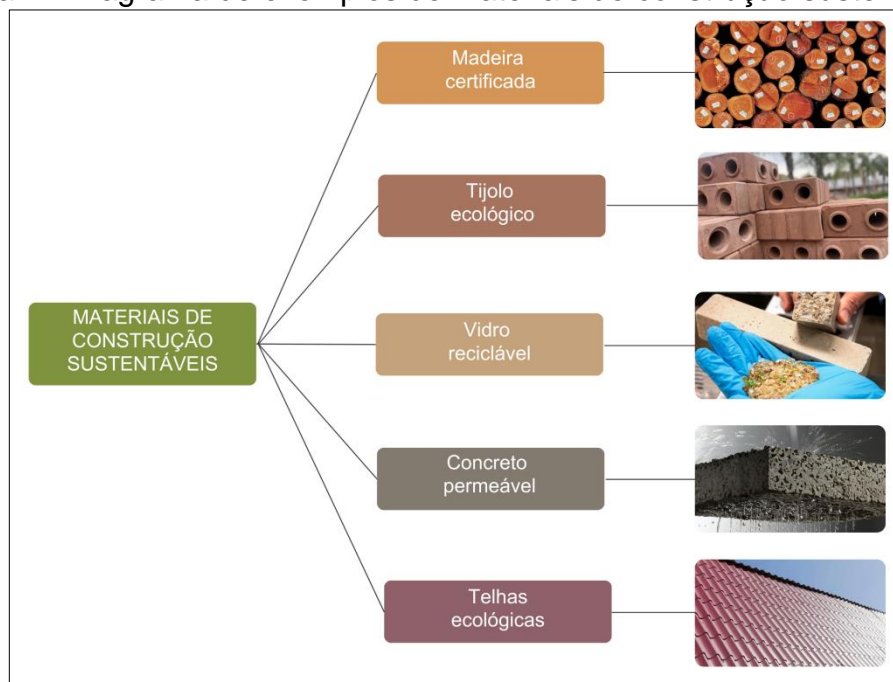 Madeira
certificada
Tijolo
ecológico
MATERIAIS DE
CONSTRUÇÃO
SUSTENTÁVEIS
Vidro
reciclável
Concreto
permeável
Telhas
ecológicas